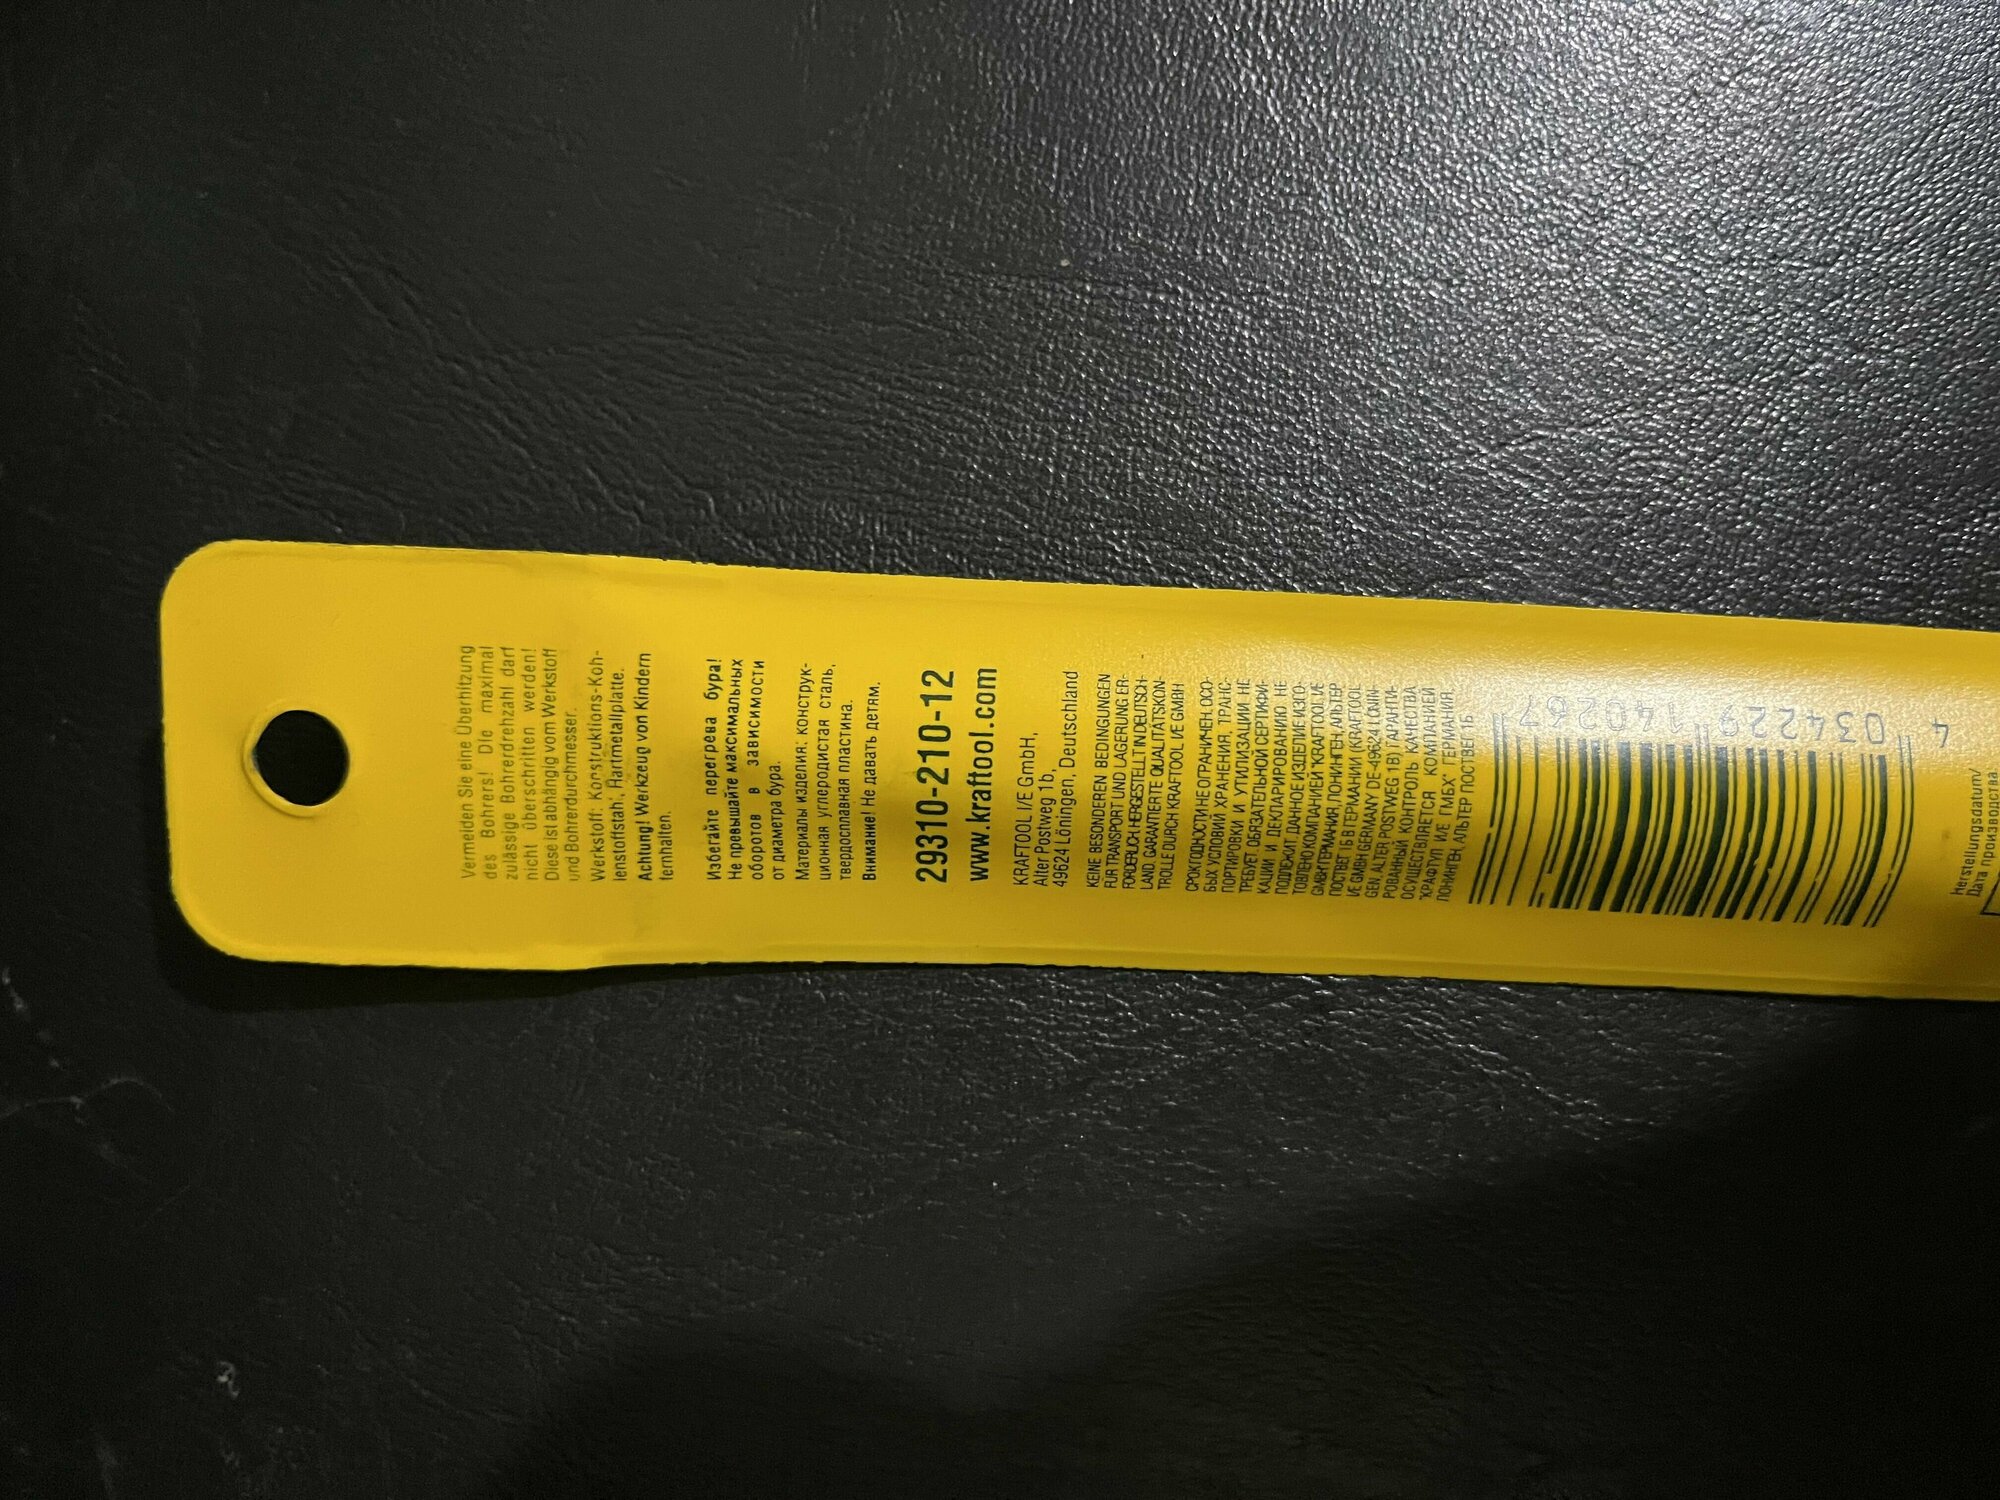 Vermeiden Sie eine Überhitzung
des Bohrers! Die maximal
zulässige Bohrerdrehzahl darf
nicht überschritten werden!
Diese ist abhängig vom Werkstoff
und Bohrerdurchmesser.
Werkstoff: Konstruktions-Koh-
lenstoffstahl, Hartmetallplatte.
Achtung! Werkzeug von Kindern
fernhalten.
Избегайте перегрева бура!
Не превышайте максимальных
оборотов в зависимости
от диаметра бура.
Материалы изделия: конструк-
ционная углеродистая сталь,
твердосплавная пластина.
Внимание! Не давать детям.
29310-210-12
www.kraftool.com
KRAFTOOL I/E GmbH,
Alter Postweg 1b,
49624 Löningen, Deutschland
KEINE BESONDEREN BEDINGUNGEN
FÜR TRANSPORT UND LAGERUNG ER-
FORDERLICH. HERGESTELLT IN DEUTSCH-
LAND. GARANTIERTE QUALITÄTSKON-
TROLLE DURCH KRAFTOOL I/E GMBH
СРОК ГОДНОСТИ НЕ ОГРАНИЧЕН. ОСО-
БЫХ УСЛОВИЙ ХРАНЕНИЯ, ТРАНС-
ПОРТИРОВКИ И УТИЛИЗАЦИИ НЕ
ТРЕБУЕТ. ОБЯЗАТЕЛЬНОЙ СЕРТИФИ-
КАЦИИ И ДЕКЛАРИРОВАНИЮ НЕ
ПОДЛЕЖИТ. ДАННОЕ ИЗДЕЛИЕ ИЗГО-
ТОВЛЕНО КОМПАНИЕЙ "KRAFTOOL I/E
GMBH" ГЕРМАНИЯ, ЛОНИНГЕН, АЛЬТЕР
ПОСТВЕГ 1Б В ГЕРМАНИИ (KRAFTOOL
I/E GMBH GERMANY DE-49624 LÖNIN-
GEN, ALTER POSTWEG 1B). ГАРАНТИ-
РОВАННЫЙ КОНТРОЛЬ КАЧЕСТВА
ОСУЩЕСТВЛЯЕТСЯ КОМПАНИЕЙ
"КРАФТУЛ И/Е ГМБХ" ГЕРМАНИЯ,
ЛОНИНГЕН, АЛЬТЕР ПОСТВЕГ 1Б
4 034229 140267
Herstellungsdatum/
Дата производства